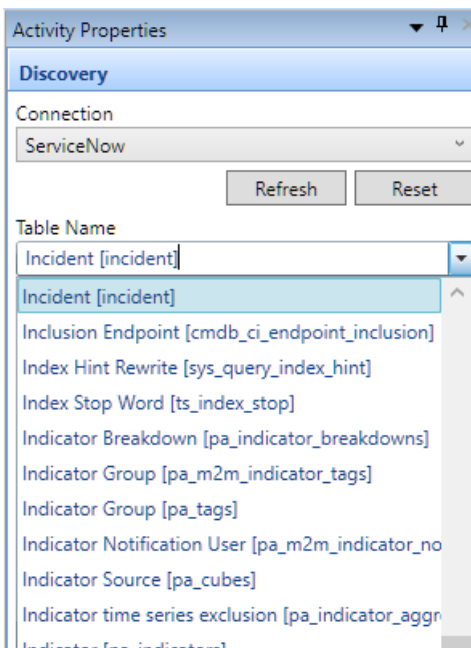 Activity Properties
Discovery
Connection
ServiceNow
Refresh Reset
Table Name
Incident [incident]
Incident [incident]
Inclusion Endpoint [cmdb_ci_endpoint_inclusion]
Index Hint Rewrite [sys_query_index_hint]
Index Stop Word [ts_index_stop]
Indicator Breakdown [pa_indicator_breakdowns]
Indicator Group [pa_m2m_indicator_tags]
Indicator Group [pa_tags]
Indicator Notification User [pa_m2m_indicator_no
Indicator Source [pa_cubes]
Indicator time series exclusion [pa_indicator_aggr
Indicator [pa_indicators]